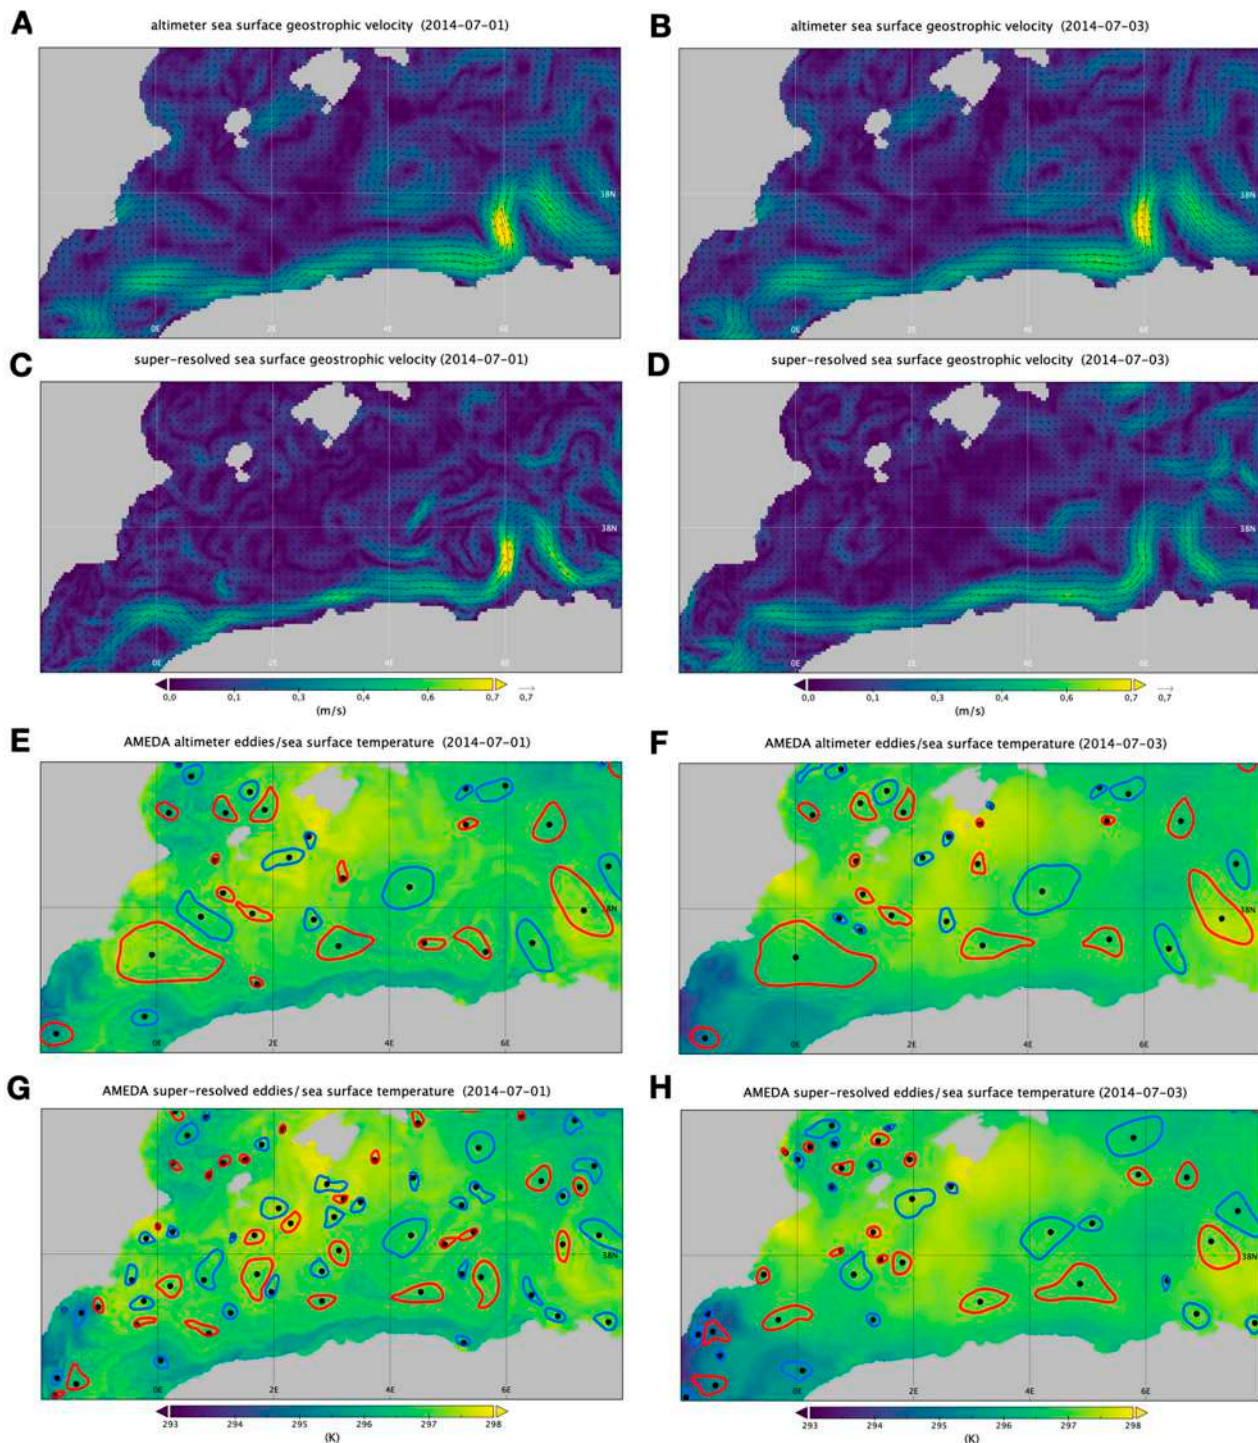 A altimeter sea surface geostrophic velocity (2014-07-01)
B altimeter sea surface geostrophic velocity (2014-07-03)
38N
38N
0E 2E 4E 6E
0E 2E 4E 6E
C super-resolved sea surface geostrophic velocity (2014-07-01)
D super-resolved sea surface geostrophic velocity (2014-07-03)
38N
38N
0E 2E 4E 6E
0E 2E 4E 6E
0,0 0,1 0,3 0,4 0,6 0,7 0,7
0,0 0,1 0,3 0,4 0,6 0,7 0,7
(m/s)
(m/s)
E AMEDA altimeter eddies/sea surface temperature (2014-07-01)
F AMEDA altimeter eddies/sea surface temperature (2014-07-03)
38N
38N
0E 2E 4E 6E
0E 2E 4E 6E
G AMEDA super-resolved eddies/sea surface temperature (2014-07-01)
H AMEDA super-resolved eddies/sea surface temperature (2014-07-03)
38N
38N
0E 2E 4E 6E
0E 2E 4E 6E
293 294 295 296 297 298
293 294 295 296 297 298
(K)
(K)